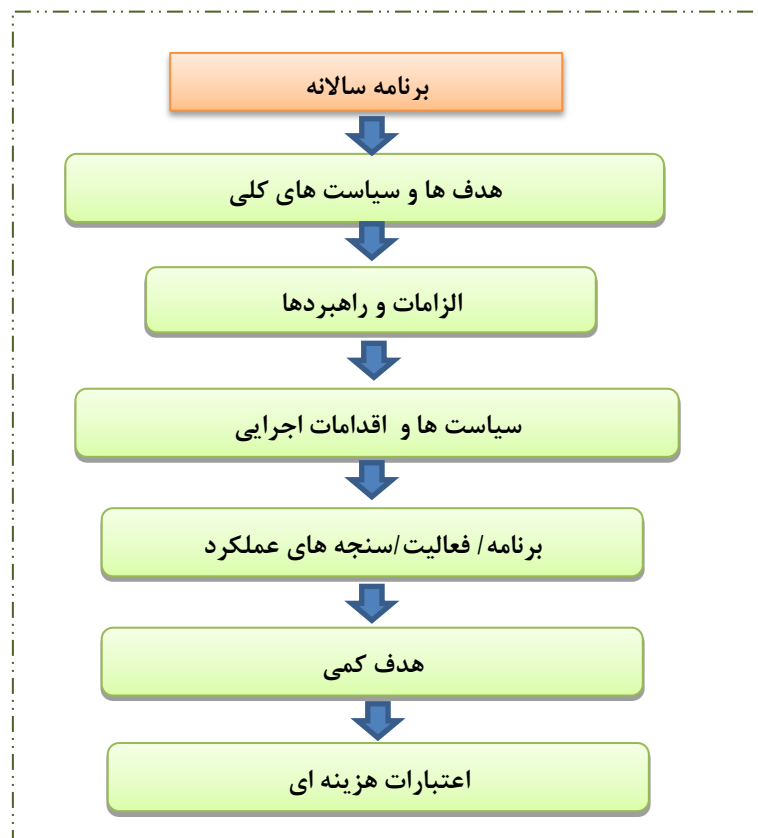 برنامه سالانه
هدف ها و سیاست های کلی
الزامات و راهبردها
سیاست ها و اقدامات اجرایی
برنامه/ فعالیت/سنجه های عملکرد
هدف کمی
اعتبارات هزینه ای